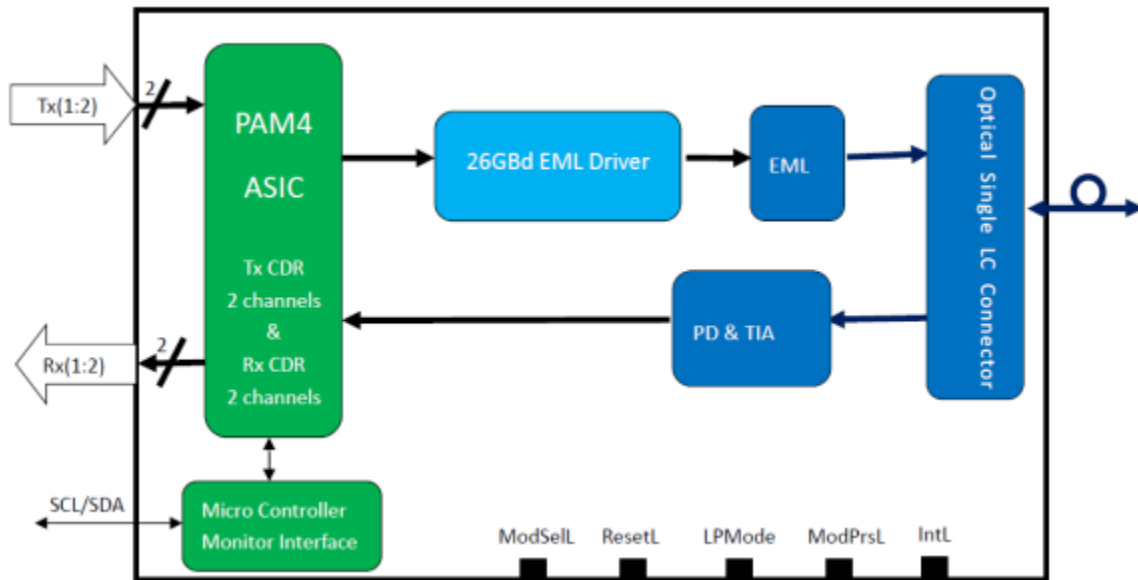 2
Tx(1:2)
PAM4
ASIC
Tx CDR
2 channels
&
Rx CDR
2 channels
26GBd EML Driver
EML
Optical Single LC Connector
PD & TIA
2
Rx(1:2)
SCL/SDA
Micro Controller
Monitor Interface
ModSelL
ResetL
LPMode
ModPrsL
IntL